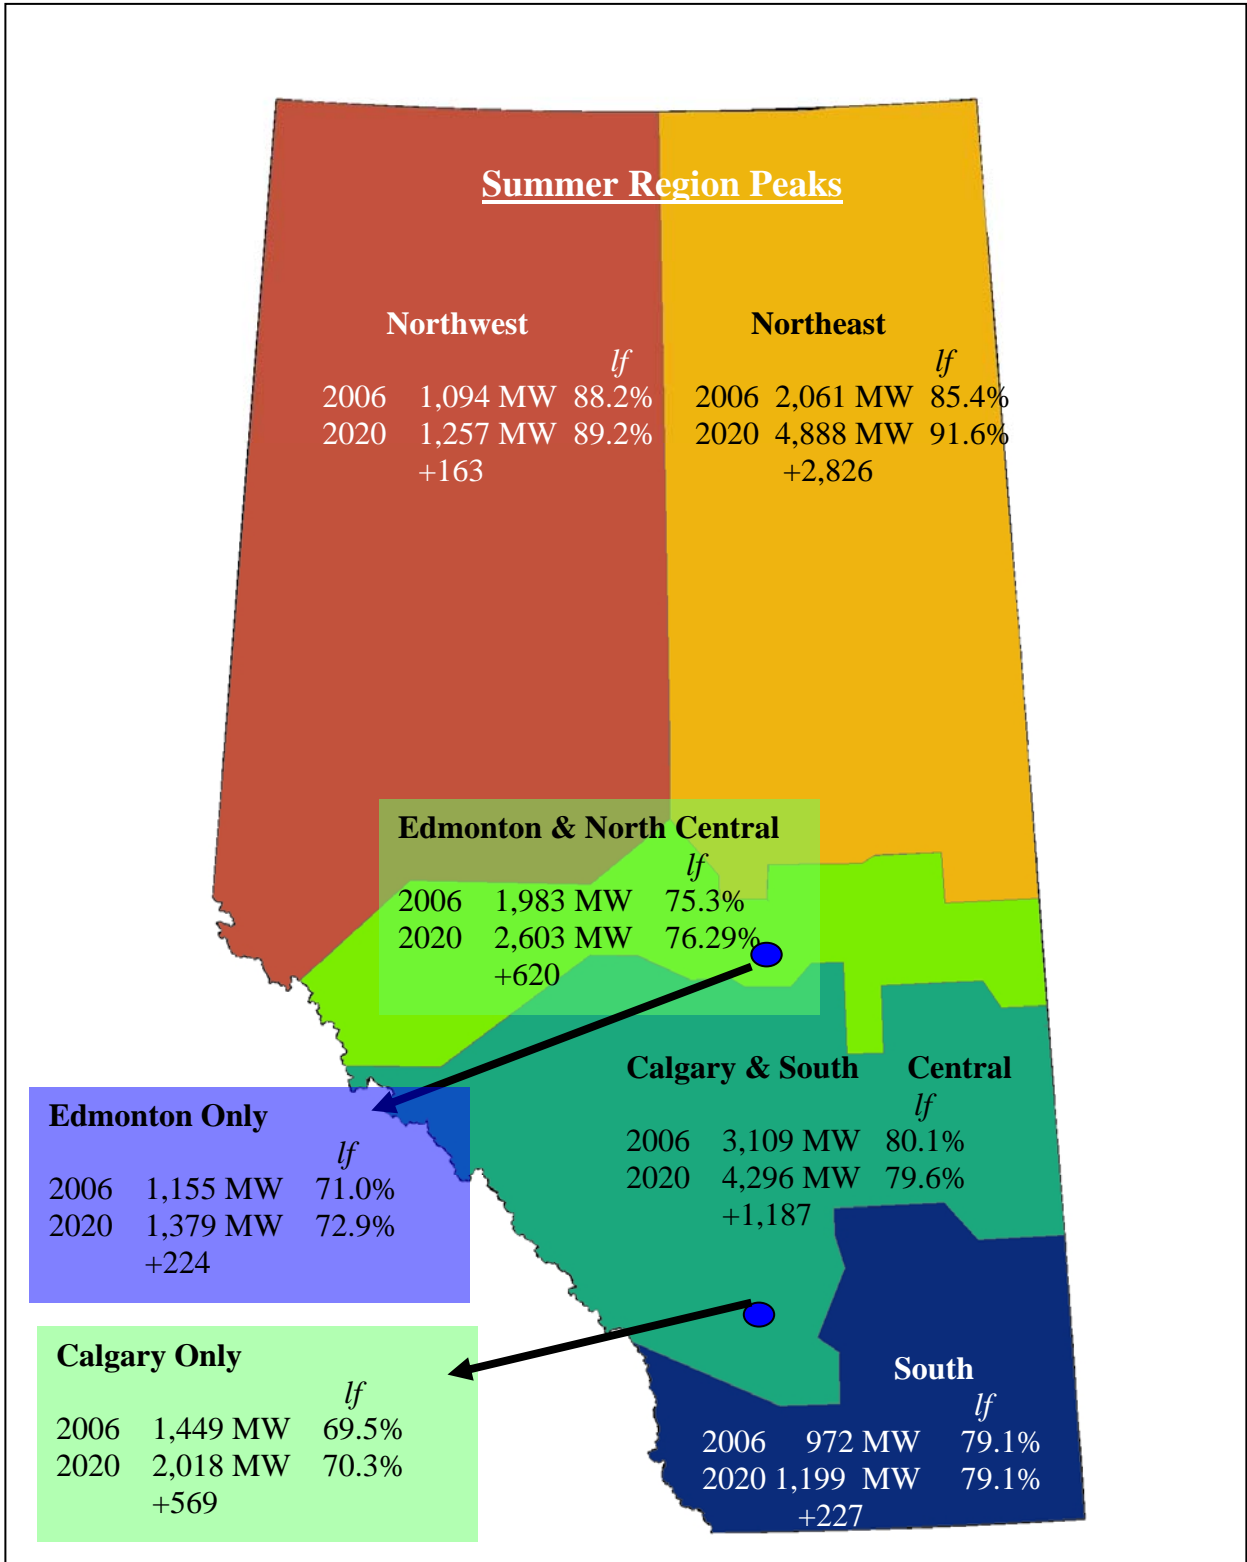 Summer Region Peaks
Northwest
lf
2006 1,094 MW 88.2%
2020 1,257 MW 89.2%
+163
Northeast
lf
2006 2,061 MW 85.4%
2020 4,888 MW 91.6%
+2,826
Edmonton & North Central
lf
2006 1,983 MW 75.3%
2020 2,603 MW 76.29%
+620
Calgary & South Central
lf
2006 3,109 MW 80.1%
2020 4,296 MW 79.6%
+1,187
Edmonton Only
lf
2006 1,155 MW 71.0%
2020 1,379 MW 72.9%
+224
Calgary Only
lf
2006 1,449 MW 69.5%
2020 2,018 MW 70.3%
+569
South
lf
2006 972 MW 79.1%
2020 1,199 MW 79.1%
+227